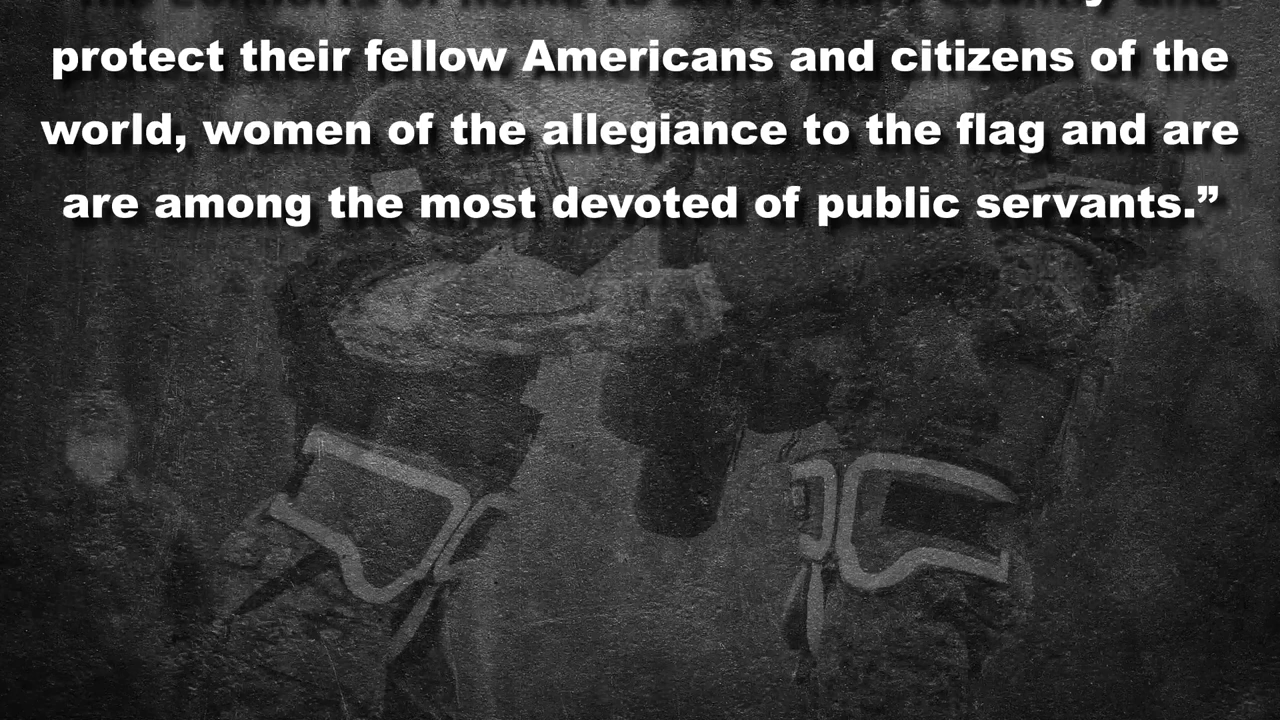 protect their fellow Americans and citizens of the
world, women of the allegiance to the flag and are
are among the most devoted of public servants.”